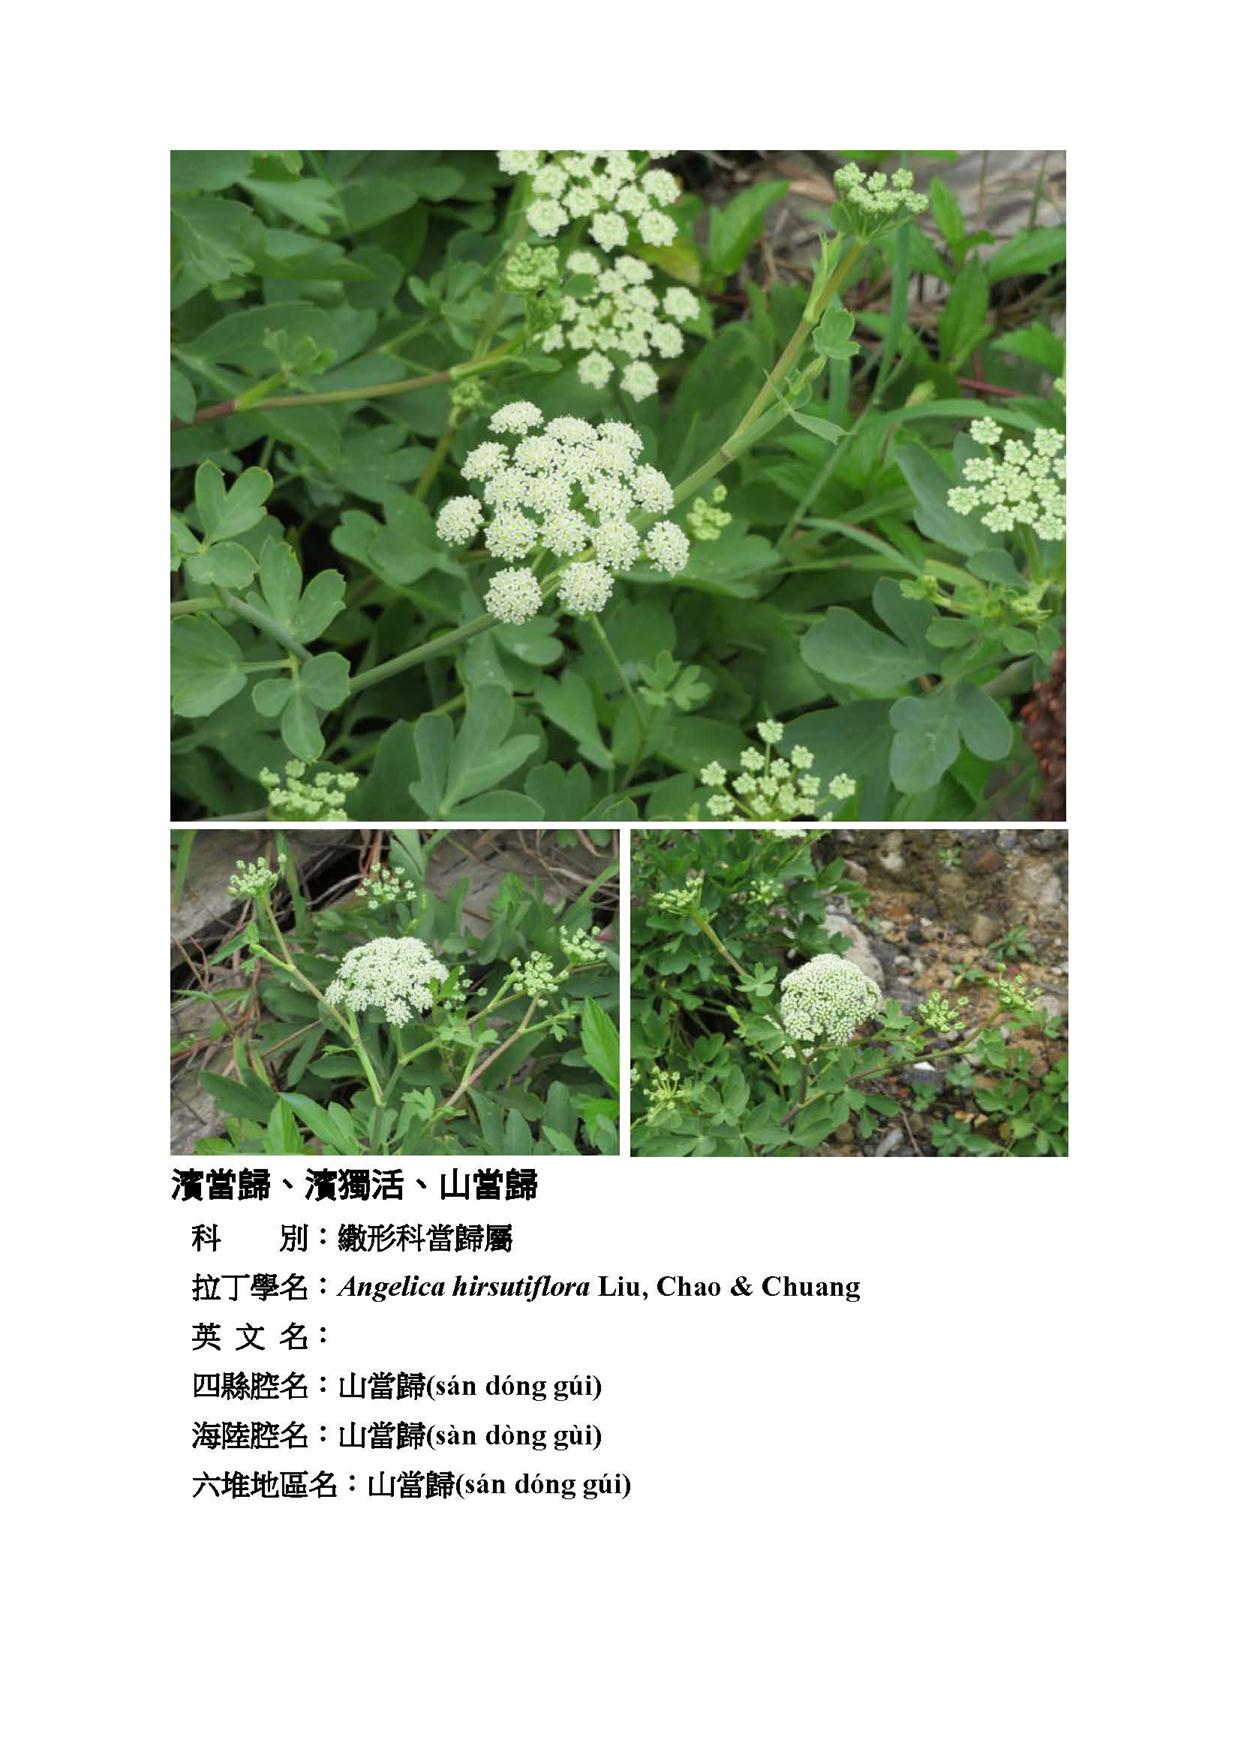 濱當歸、濱獨活、山當歸
科　　別：繖形科當歸屬
拉丁學名：Angelica hirsutiflora Liu, Chao & Chuang
英 文 名：
四縣腔名：山當歸(sán dóng gúi)
海陸腔名：山當歸(sàn dòng gùi)
六堆地區名：山當歸(sán dóng gúi)